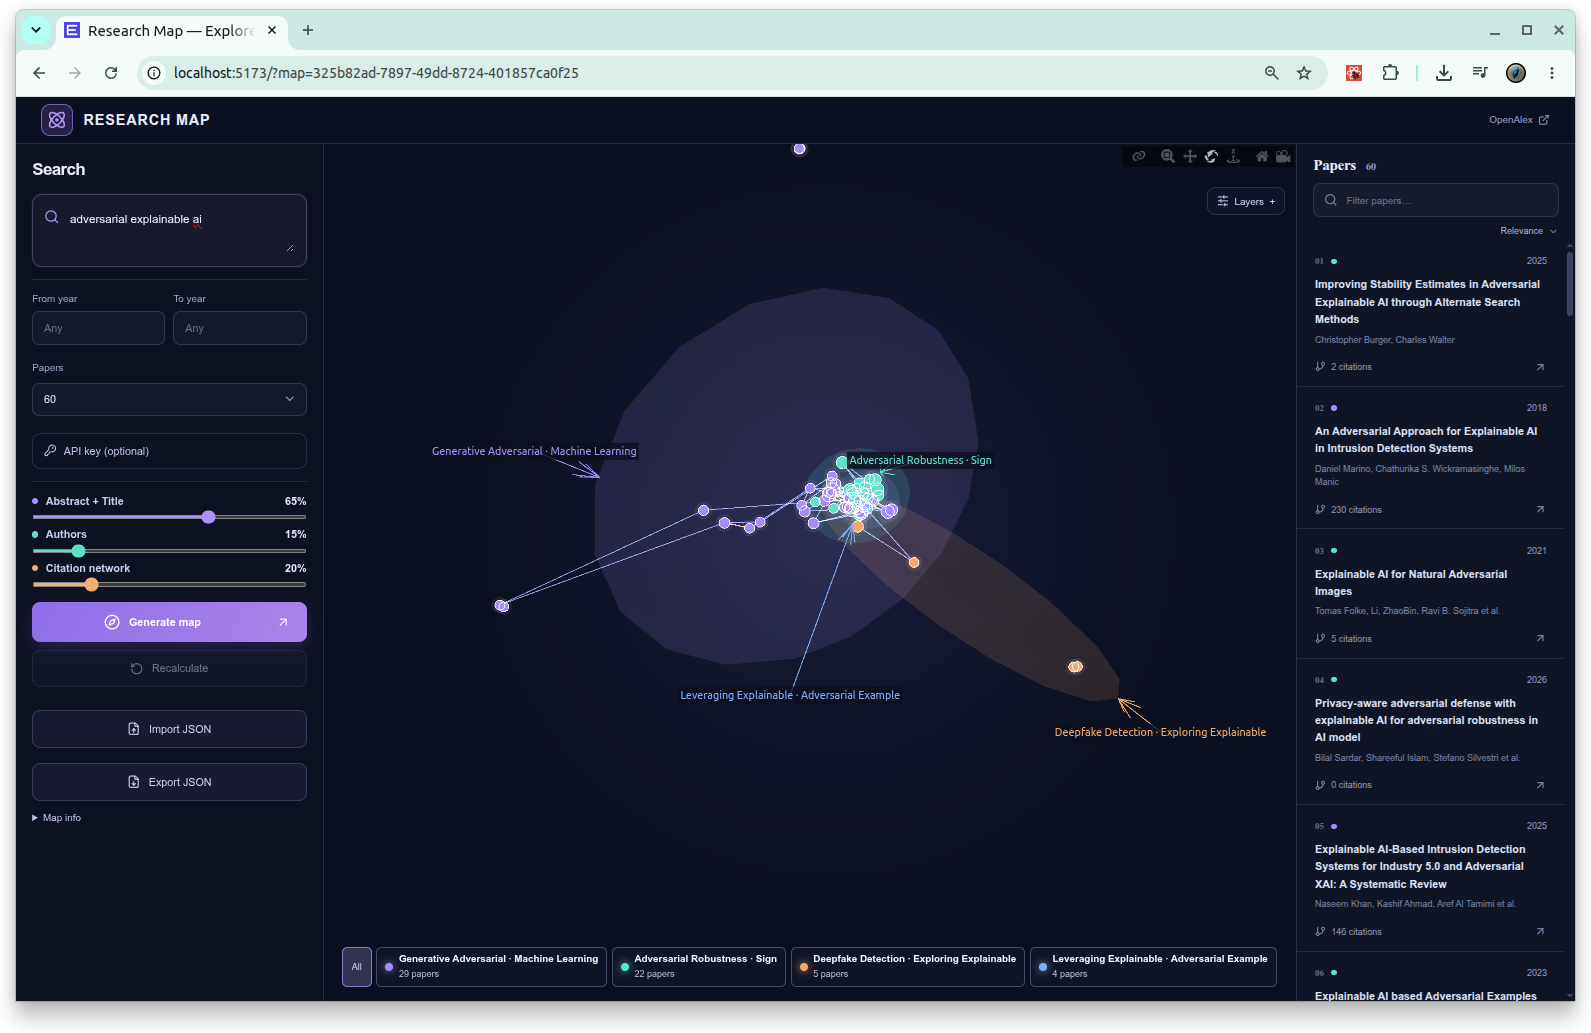 Research Map — Explore
localhost:5173/?map=325b82ad-7897-49dd-8724-401857ca0f25
RESEARCH MAP
OpenAlex
Search
adversarial explainable ai
From year
To year
Any
Any
Papers
60
API key (optional)
Abstract + Title
65%
Authors
15%
Citation network
20%
Generate map
Recalculate
Import JSON
Export JSON
Map info
Layers +
Generative Adversarial · Machine Learning
Adversarial Robustness · Sign
Leveraging Explainable · Adversarial Example
Deepfake Detection · Exploring Explainable
All
Generative Adversarial · Machine Learning
29 papers
Adversarial Robustness · Sign
22 papers
Deepfake Detection · Exploring Explainable
5 papers
Leveraging Explainable · Adversarial Example
4 papers
Papers 60
Filter papers...
Relevance
01
2025
Improving Stability Estimates in Adversarial
Explainable AI through Alternate Search
Methods
Christopher Burger, Charles Walter
2 citations
02
2018
An Adversarial Approach for Explainable AI
in Intrusion Detection Systems
Daniel Marino, Chathurika S. Wickramasinghe, Milos
Manic
230 citations
03
2021
Explainable AI for Natural Adversarial
Images
Tomas Folke, Li, ZhaoBin, Ravi B. Sojitra et al.
5 citations
04
2026
Privacy-aware adversarial defense with
explainable AI for adversarial robustness in
AI model
Bilal Sardar, Shareeful Islam, Stefano Silvestri et al.
0 citations
05
2025
Explainable AI-Based Intrusion Detection
Systems for Industry 5.0 and Adversarial
XAI: A Systematic Review
Naseem Khan, Kashif Ahmad, Aref Al Tamimi et al.
146 citations
06
2023
Explainable AI based Adversarial Examples